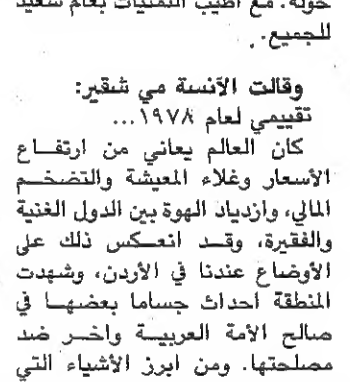 حوله. مع اطيب التمنيات بعام سعيد
للجميع.
وقالت الآنسة مي شقير:
تقييمي لعام ١٩٧٨...
كان العالم يعاني من ارتفاع
الأسعار وغلاء المعيشة والتضخم
المالي، وازدياد الهوة بين الدول الغنية
والفقيرة، وقد انعكس ذلك على
الأوضاع عندنا في الأردن، وشهدت
المنطقة احداث جساما بعضها في
صالح الأمة العربية واخر ضد
مصلحتها. ومن ابرز الأشياء التي